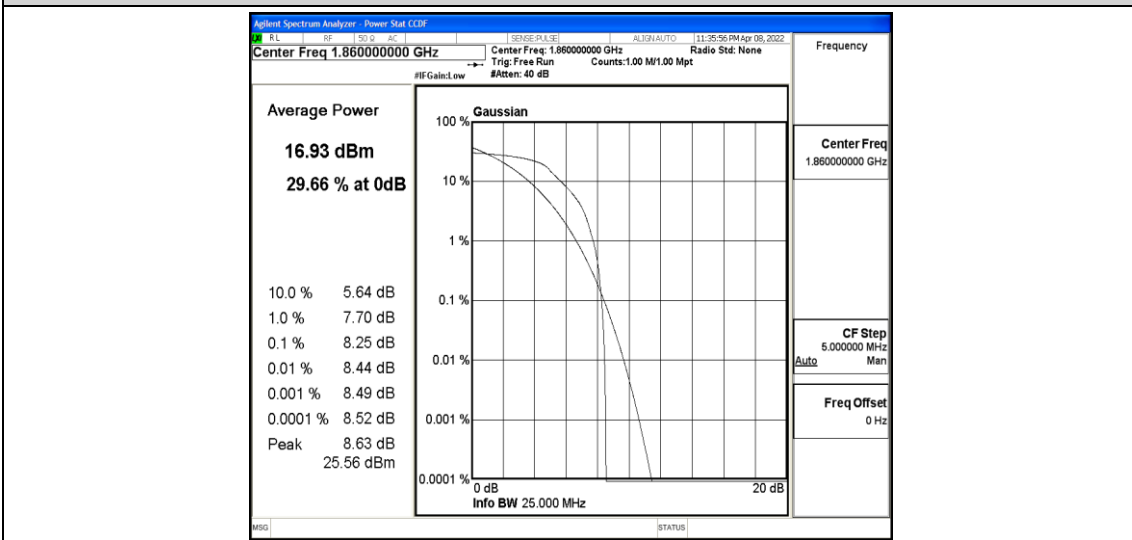 Agilent Spectrum Analyzer - Power Stat CCDF
RL RF 50 Ω AC SENSE:PULSE ALIGN AUTO 11:35:56 PM Apr 08, 2022
Center Freq 1.860000000 GHz
Center Freq: 1.860000000 GHz Radio Std: None
Trig: Free Run Counts:1.00 M/1.00 Mpt
#IFGain:Low #Atten: 40 dB
Frequency
Average Power
16.93 dBm
29.66 % at 0dB
10.0 % 5.64 dB
1.0 % 7.70 dB
0.1 % 8.25 dB
0.01 % 8.44 dB
0.001 % 8.49 dB
0.0001 % 8.52 dB
Peak 8.63 dB
25.56 dBm
Gaussian
100 %
10 %
1 %
0.1 %
0.01 %
0.001 %
0.0001 %
0 dB 20 dB
Info BW 25.000 MHz
Center Freq
1.860000000 GHz
CF Step
5.000000 MHz
Auto Man
Freq Offset
0 Hz
MSG STATUS